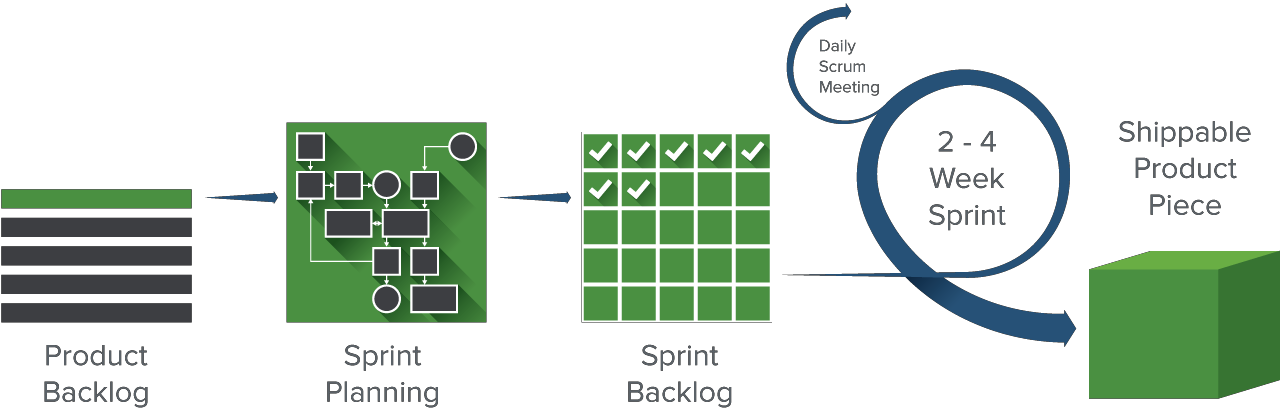 Product
Backlog
Sprint
Planning
Sprint
Backlog
Daily
Scrum
Meeting
2 - 4
Week
Sprint
Shippable
Product
Piece